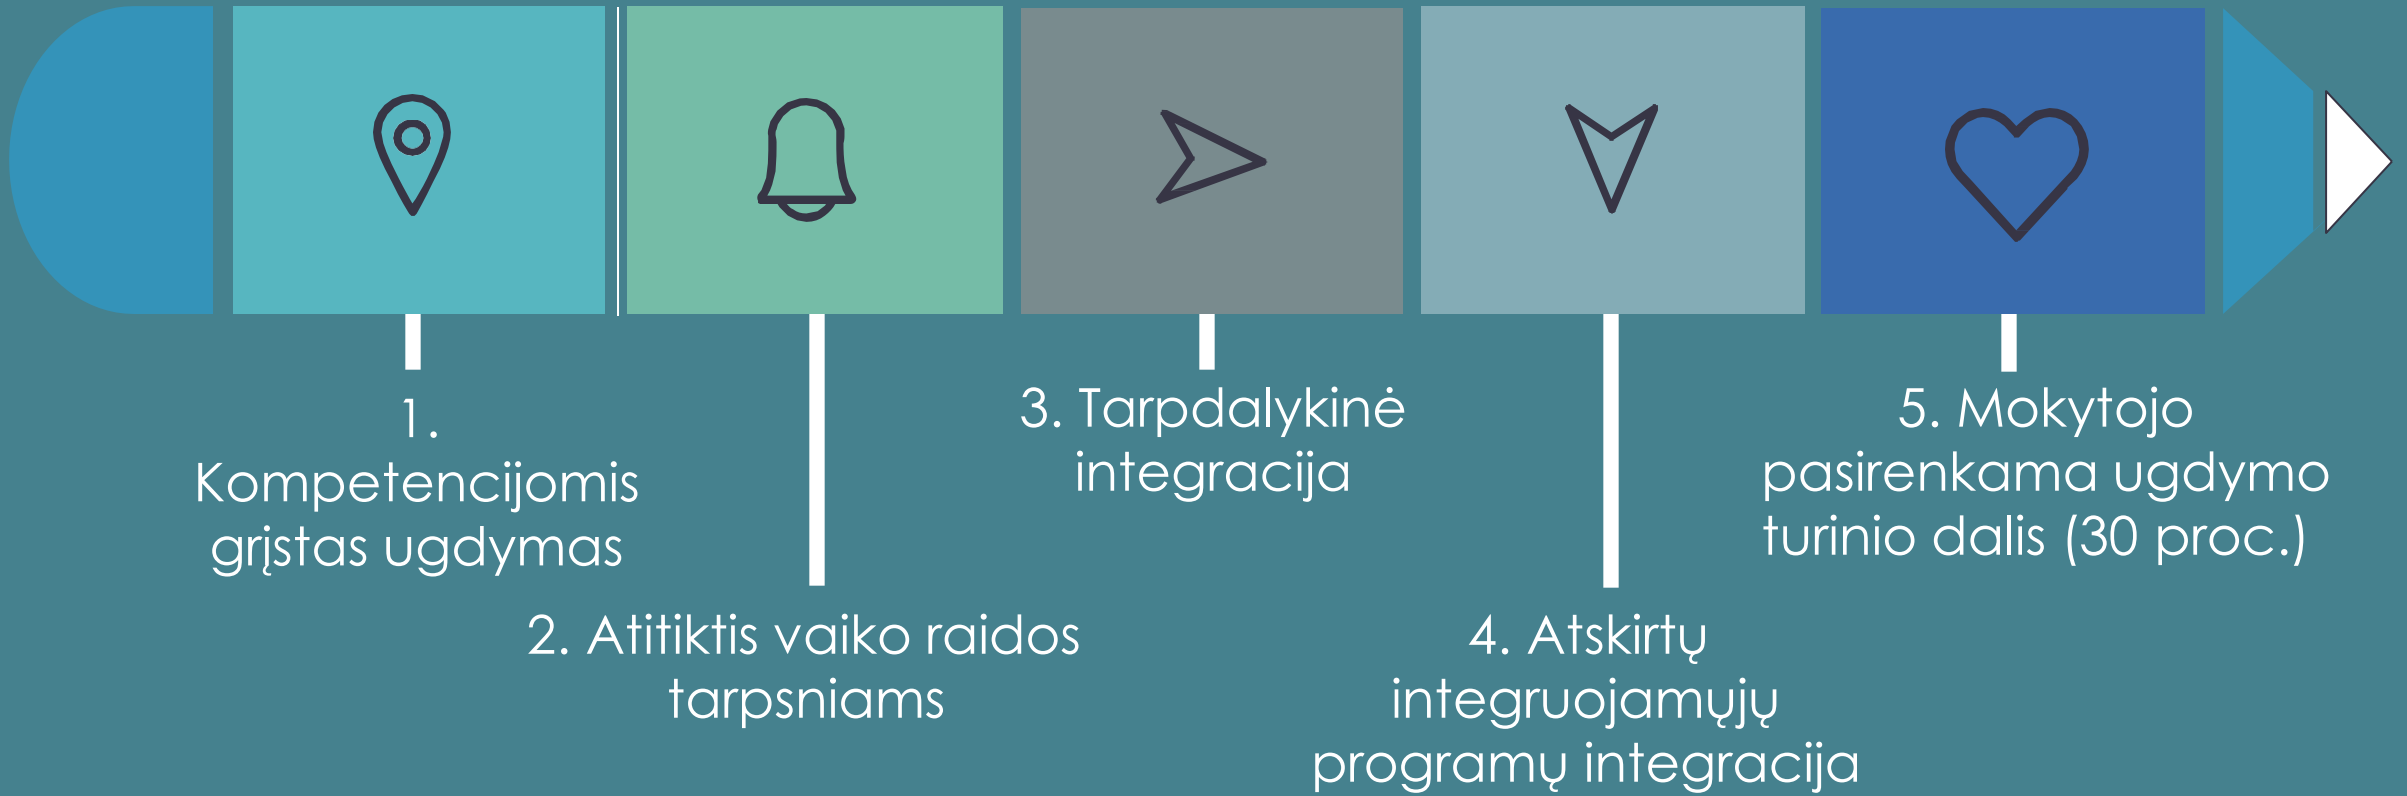 1.
Kompetencijomis
grįstas ugdymas
2. Atitiktis vaiko raidos
tarpsniams
3. Tarpdalykinė
integracija
4. Atskirtų
integruojamųjų
programų integracija
5. Mokytojo
pasirenkama ugdymo
turinio dalis (30 proc.)